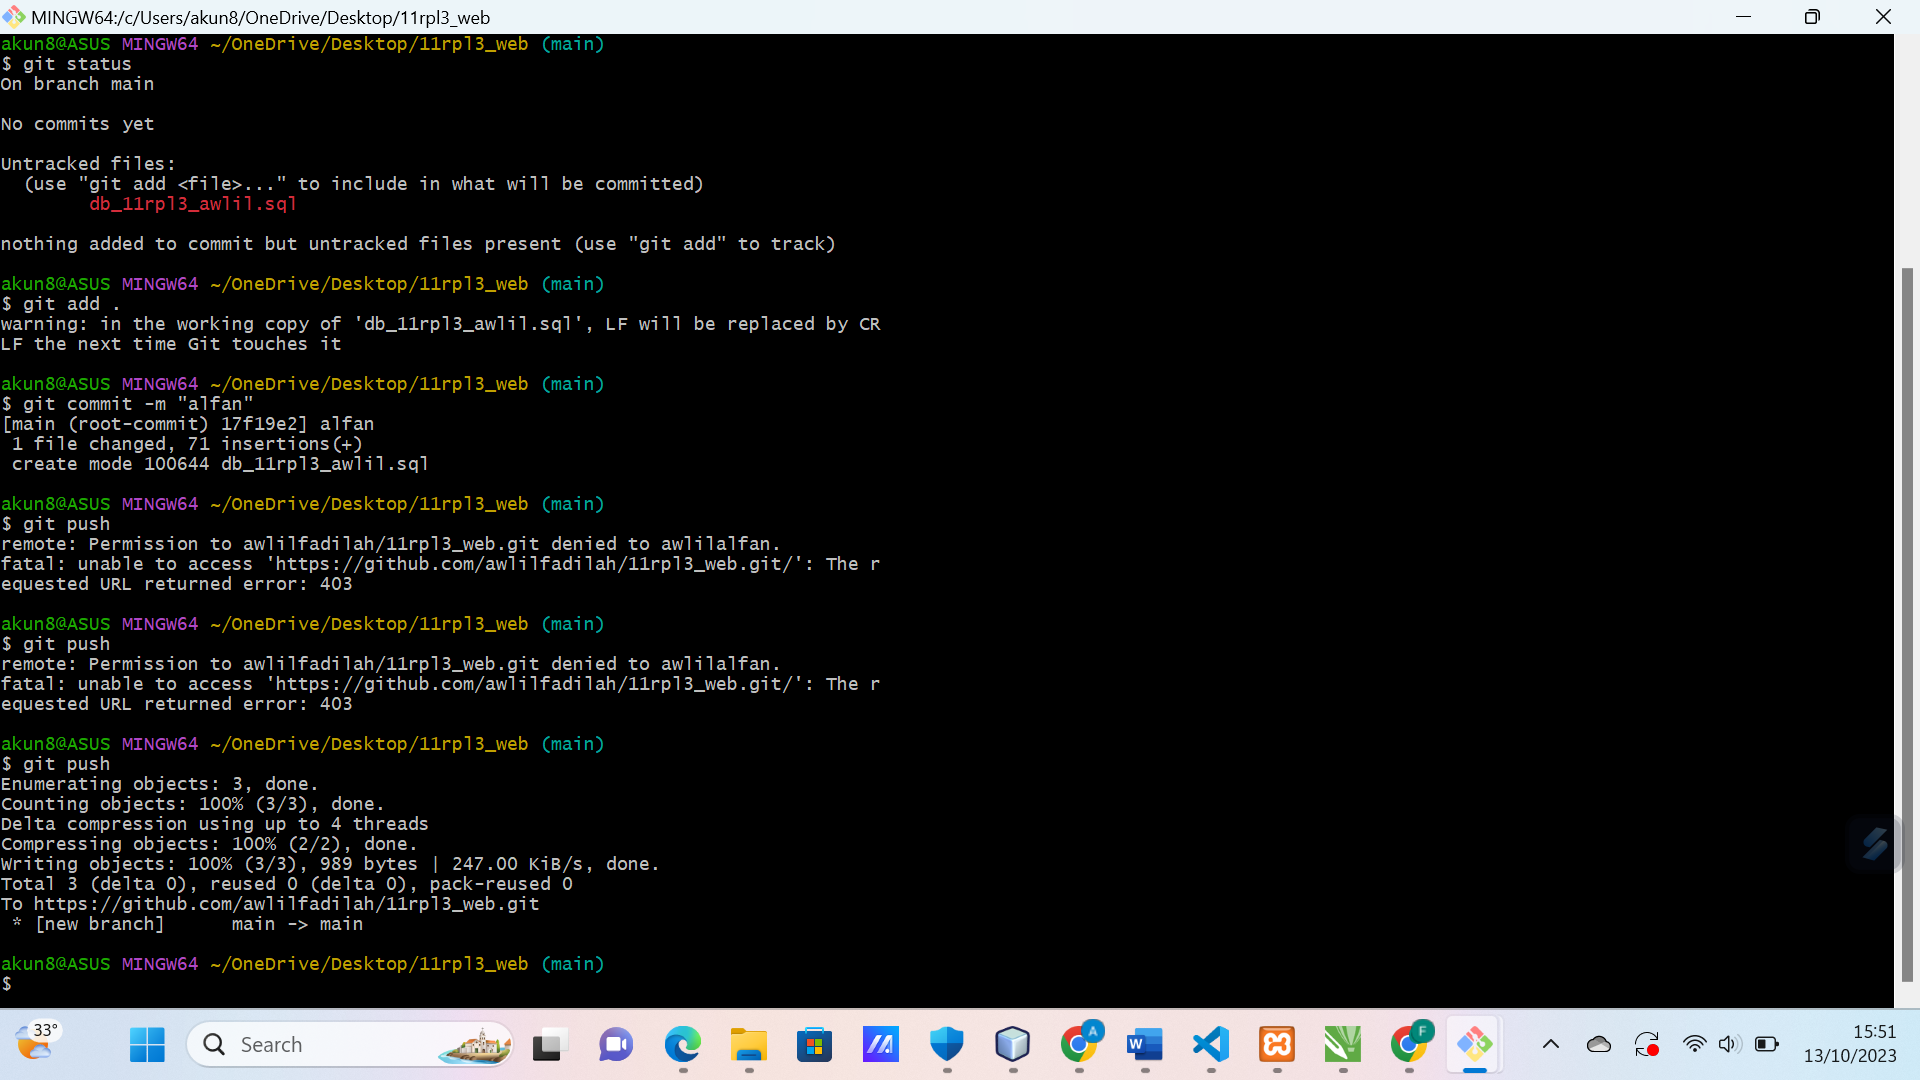 MINGW64:/c/Users/akun8/OneDrive/Desktop/11rpl3_web
akun8@ASUS MINGW64 ~/OneDrive/Desktop/11rpl3_web (main)
$ git status
On branch main

No commits yet

Untracked files:
  (use "git add <file>..." to include in what will be committed)
        db_11rpl3_awlil.sql

nothing added to commit but untracked files present (use "git add" to track)

akun8@ASUS MINGW64 ~/OneDrive/Desktop/11rpl3_web (main)
$ git add .
warning: in the working copy of 'db_11rpl3_awlil.sql', LF will be replaced by CR
LF the next time Git touches it

akun8@ASUS MINGW64 ~/OneDrive/Desktop/11rpl3_web (main)
$ git commit -m "alfan"
[main (root-commit) 17f19e2] alfan
 1 file changed, 71 insertions(+)
 create mode 100644 db_11rpl3_awlil.sql

akun8@ASUS MINGW64 ~/OneDrive/Desktop/11rpl3_web (main)
$ git push
remote: Permission to awlilfadilah/11rpl3_web.git denied to awlilalfan.
fatal: unable to access 'https://github.com/awlilfadilah/11rpl3_web.git/': The r
equested URL returned error: 403

akun8@ASUS MINGW64 ~/OneDrive/Desktop/11rpl3_web (main)
$ git push
remote: Permission to awlilfadilah/11rpl3_web.git denied to awlilalfan.
fatal: unable to access 'https://github.com/awlilfadilah/11rpl3_web.git/': The r
equested URL returned error: 403

akun8@ASUS MINGW64 ~/OneDrive/Desktop/11rpl3_web (main)
$ git push
Enumerating objects: 3, done.
Counting objects: 100% (3/3), done.
Delta compression using up to 4 threads
Compressing objects: 100% (2/2), done.
Writing objects: 100% (3/3), 989 bytes | 247.00 KiB/s, done.
Total 3 (delta 0), reused 0 (delta 0), pack-reused 0
To https://github.com/awlilfadilah/11rpl3_web.git
 * [new branch]      main -> main

akun8@ASUS MINGW64 ~/OneDrive/Desktop/11rpl3_web (main)
$
33°
Search
A
W
F
15:51
13/10/2023